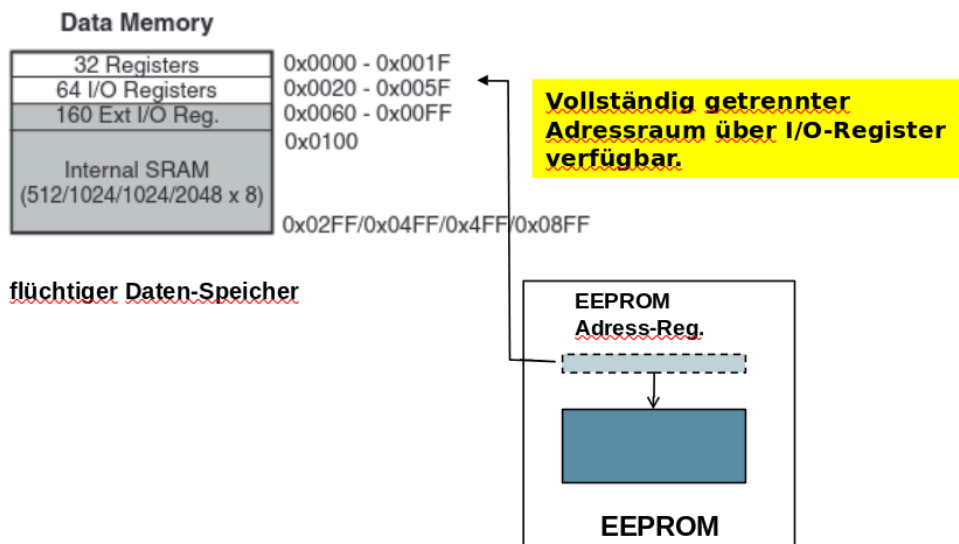 Data Memory
32 Registers 0x0000 - 0x001F
64 I/O Registers 0x0020 - 0x005F
160 Ext I/O Reg. 0x0060 - 0x00FF
0x0100
Internal SRAM
(512/1024/1024/2048 x 8)
0x02FF/0x04FF/0x4FF/0x08FF
Vollständig getrennter
Adressraum über I/O-Register
verfügbar.
flüchtiger Daten-Speicher
EEPROM
Adress-Reg.
EEPROM